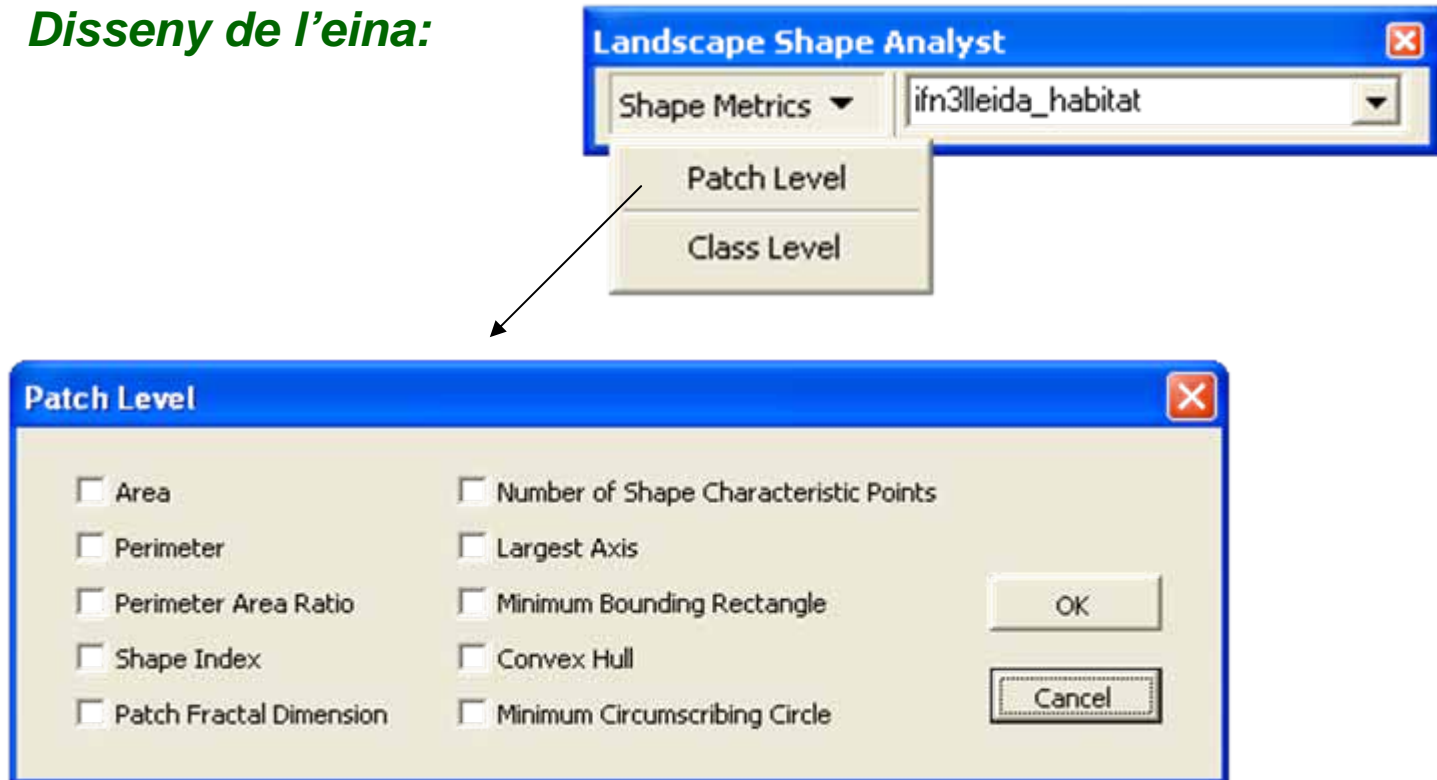 Disseny de l’eina:
Landscape Shape Analyst
Shape Metrics
ifn3lleida_habitat
Patch Level
Class Level
Patch Level
Area
Number of Shape Characteristic Points
Perimeter
Largest Axis
Perimeter Area Ratio
Minimum Bounding Rectangle
OK
Shape Index
Convex Hull
Cancel
Patch Fractal Dimension
Minimum Circumscribing Circle